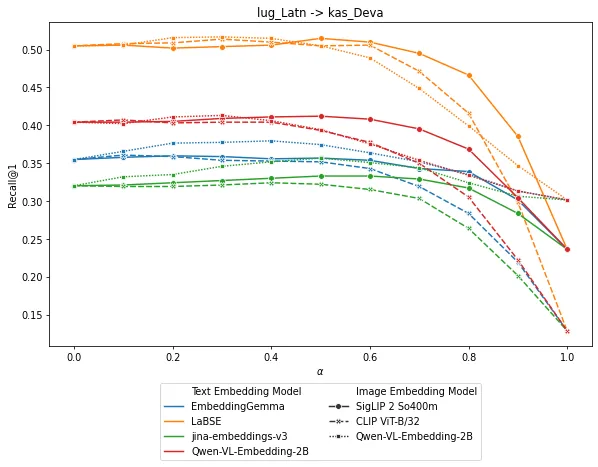 lug_Latn -> kas_Deva
Recall@1
0.50
0.45
0.40
0.35
0.30
0.25
0.20
0.15
0.0
0.2
0.4
0.6
0.8
1.0
α
Text Embedding Model
EmbeddingGemma
LaBSE
jina-embeddings-v3
Qwen-VL-Embedding-2B
Image Embedding Model
SigLIP 2 So400m
CLIP ViT-B/32
Qwen-VL-Embedding-2B